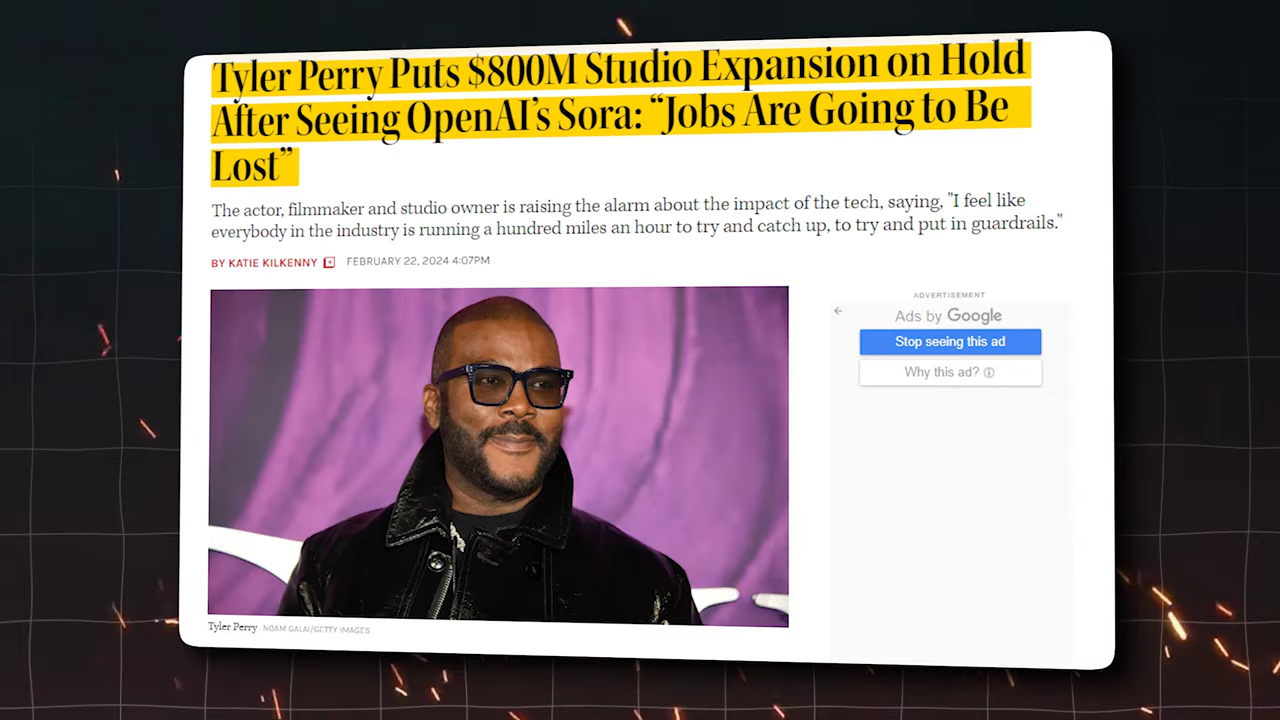 Tyler Perry Puts $800M Studio Expansion on Hold
After Seeing OpenAI's Sora: “Jobs Are Going to Be
Lost”
The actor, filmmaker and studio owner is raising the alarm about the impact of the tech, saying, "I feel like
everybody in the industry is running a hundred miles an hour to try and catch up, to try and put in guardrails."
BY KATIE KILKENNY FEBRUARY 22, 2024 4:07PM
ADVERTISEMENT
Ads by Google
Stop seeing this ad
Why this ad?
Tyler Perry NOAM GALAI/GETTY IMAGES